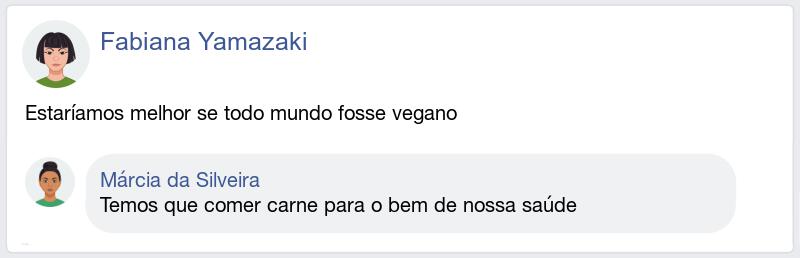 Fabiana Yamazaki
Estaríamos melhor se todo mundo fosse vegano
Márcia da Silveira
Temos que comer carne para o bem de nossa saúde